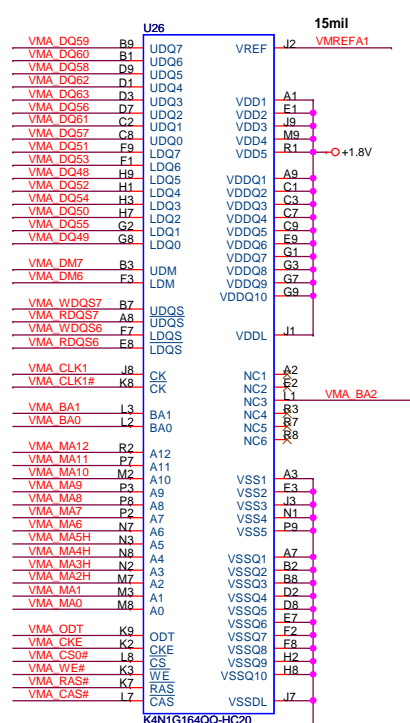 U26
15mil
VMA_DQ59 B9 UDQ7 VREF J2 VMREFA1
VMA_DQ60 B1 UDQ6
VMA_DQ58 D9 UDQ5
VMA_DQ62 D1 UDQ4
VMA_DQ63 D3 UDQ3 VDD1 A1
VMA_DQ56 D7 UDQ2 VDD2 E1
VMA_DQ61 C2 UDQ1 VDD3 J9
VMA_DQ57 C8 UDQ0 VDD4 M9
VMA_DQ51 F9 LDQ7 VDD5 R1 +1.8V
VMA_DQ53 F1 LDQ6
VMA_DQ48 H9 LDQ5 VDDQ1 A9
VMA_DQ52 H1 LDQ4 VDDQ2 C1
VMA_DQ54 H3 LDQ3 VDDQ3 C3
VMA_DQ50 H7 LDQ2 VDDQ4 C7
VMA_DQ55 G2 LDQ1 VDDQ5 C9
VMA_DQ49 G8 LDQ0 VDDQ6 E9
VDDQ7 G1
VMA_DM7 B3 UDM VDDQ8 G3
VMA_DM6 F3 LDM VDDQ9 G7
VDDQ10 G9
VMA_WDQS7 B7 UDQS
VMA_RDQS7 A8 UDQS
VMA_WDQS6 F7 LDQS VDDL J1
VMA_RDQS6 E8 LDQS
VMA_CLK1 J8 CK NC1 A2
VMA_CLK1# K8 CK NC2 E2
NC3 L1 VMA_BA2
VMA_BA1 L3 BA1 NC4 R3
VMA_BA0 L2 BA0 NC5 R7
NC6 R8
VMA_MA12 R2 A12
VMA_MA11 P7 A11
VMA_MA10 M2 A10 VSS1 A3
VMA_MA9 P3 A9 VSS2 E3
VMA_MA8 P8 A8 VSS3 J3
VMA_MA7 P2 A7 VSS4 N1
VMA_MA6 N7 A6 VSS5 P9
VMA_MA5H N3 A5
VMA_MA4H N8 A4 VSSQ1 A7
VMA_MA3H N2 A3 VSSQ2 B2
VMA_MA2H M7 A2 VSSQ3 B8
VMA_MA1 M3 A1 VSSQ4 D2
VMA_MA0 M8 A0 VSSQ5 D8
VSSQ6 E7
VMA_ODT K9 ODT VSSQ7 F2
VMA_CKE K2 CKE VSSQ8 F8
VMA_CS0# L8 CS VSSQ9 H2
VMA_WE# K3 WE VSSQ10 H8
VMA_RAS# K7 RAS
VMA_CAS# L7 CAS VSSDL J7
K4N1G164QQ-HC20